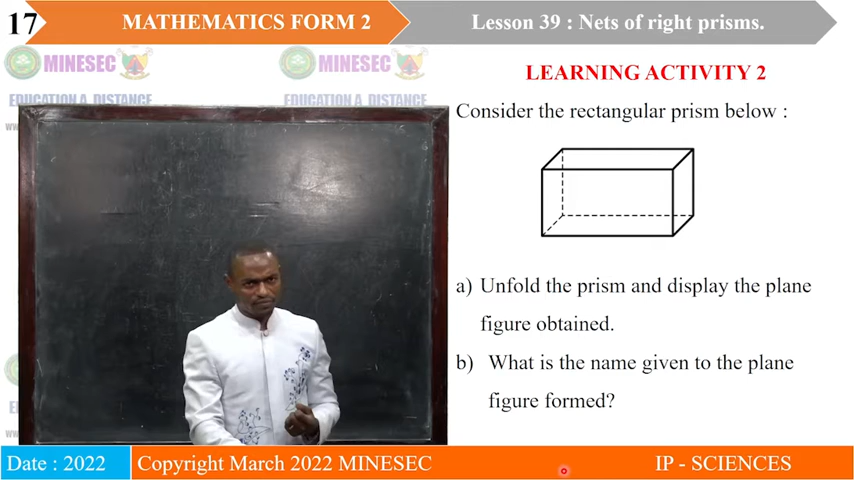 17
MATHEMATICS FORM 2
Lesson 39 : Nets of right prisms.
MINESEC
MINESEC
EDUCATION A DISTANCE
EDUCATION A DISTANCE
LEARNING ACTIVITY 2
Consider the rectangular prism below :
a) Unfold the prism and display the plane
figure obtained.
b) What is the name given to the plane
figure formed?
Date : 2022
Copyright March 2022 MINESEC
IP - SCIENCES